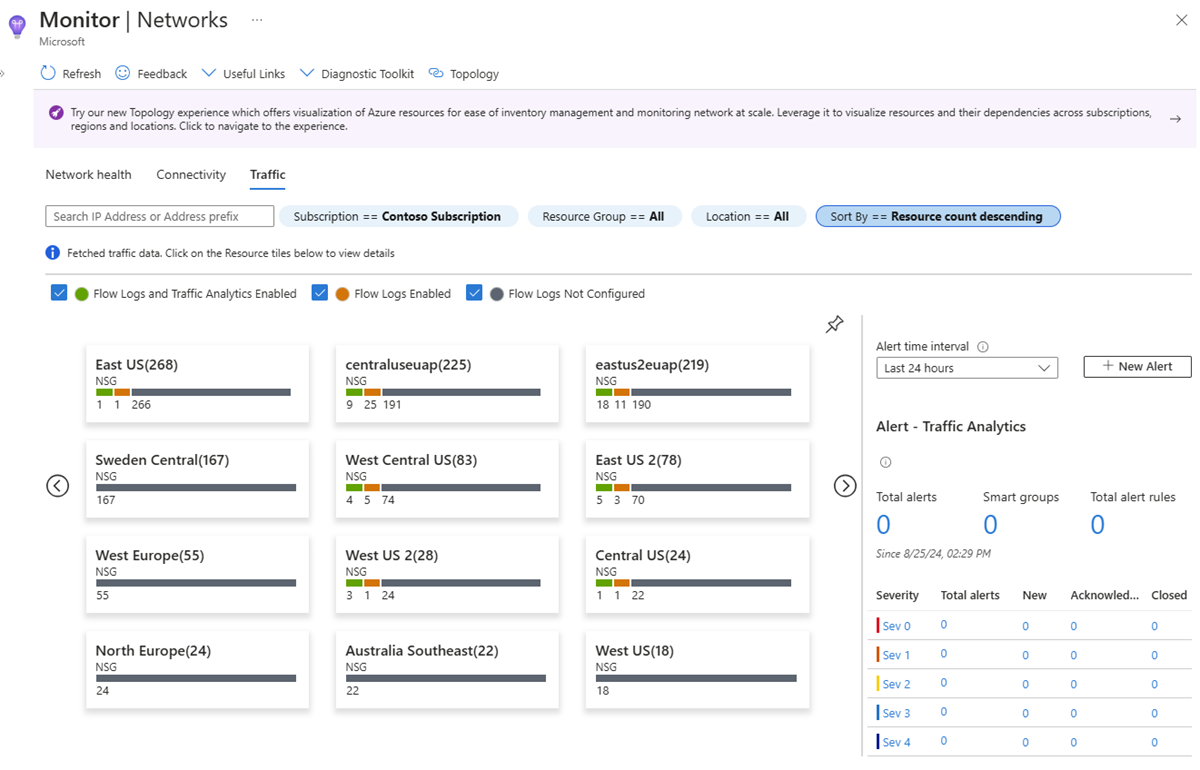 Monitor | Networks ...
Microsoft
Refresh Feedback Useful Links Diagnostic Toolkit Topology
Try our new Topology experience which offers visualization of Azure resources for ease of inventory management and monitoring network at scale. Leverage it to visualize resources and their dependencies across subscriptions,
regions and locations. Click to navigate to the experience.
Network health Connectivity Traffic
Search IP Address or Address prefix Subscription == Contoso Subscription Resource Group == All Location == All Sort By == Resource count descending
Fetched traffic data. Click on the Resource tiles below to view details
Flow Logs and Traffic Analytics Enabled Flow Logs Enabled Flow Logs Not Configured
East US(268)
NSG
1 1 266
centraluseuap(225)
NSG
9 25 191
eastus2euap(219)
NSG
18 11 190
Sweden Central(167)
NSG
167
West Central US(83)
NSG
4 5 74
East US 2(78)
NSG
5 3 70
West Europe(55)
NSG
55
West US 2(28)
NSG
3 1 24
Central US(24)
NSG
1 1 22
North Europe(24)
NSG
24
Australia Southeast(22)
NSG
22
West US(18)
NSG
18
Alert time interval
Last 24 hours
+ New Alert
Alert - Traffic Analytics
Total alerts Smart groups Total alert rules
0 0 0
Since 8/25/24, 02:29 PM
Severity Total alerts New Acknowled... Closed
Sev 0 0 0 0 0
Sev 1 0 0 0 0
Sev 2 0 0 0 0
Sev 3 0 0 0 0
Sev 4 0 0 0 0